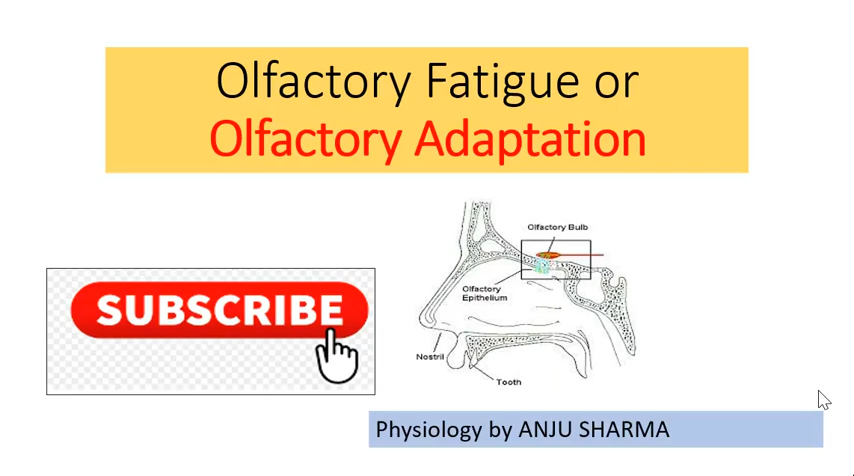 Olfactory Fatigue or
Olfactory Adaptation
SUBSCRIBE
Olfactory Bulb
Olfactory
Epithelium
Nostril
Tooth
Physiology by ANJU SHARMA